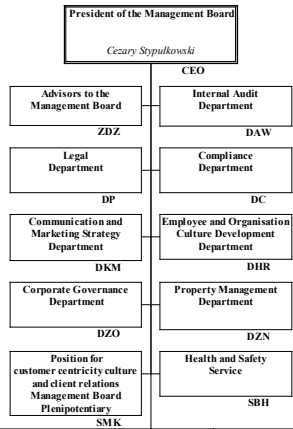 President of the Management Board
Cezary Stypułkowski
CEO
Advisors to the
Management Board
ZDZ
Internal Audit
Department
DAW
Legal
Department
DP
Compliance
Department
DC
Communication and
Marketing Strategy
Department
DKM
Employee and Organisation
Culture Development
Department
DHR
Corporate Governance
Department
DZO
Property Management
Department
DZN
Position for
customer centricity culture
and client relations
Management Board
Plenipotentiary
SMK
Health and Safety
Service
SBH